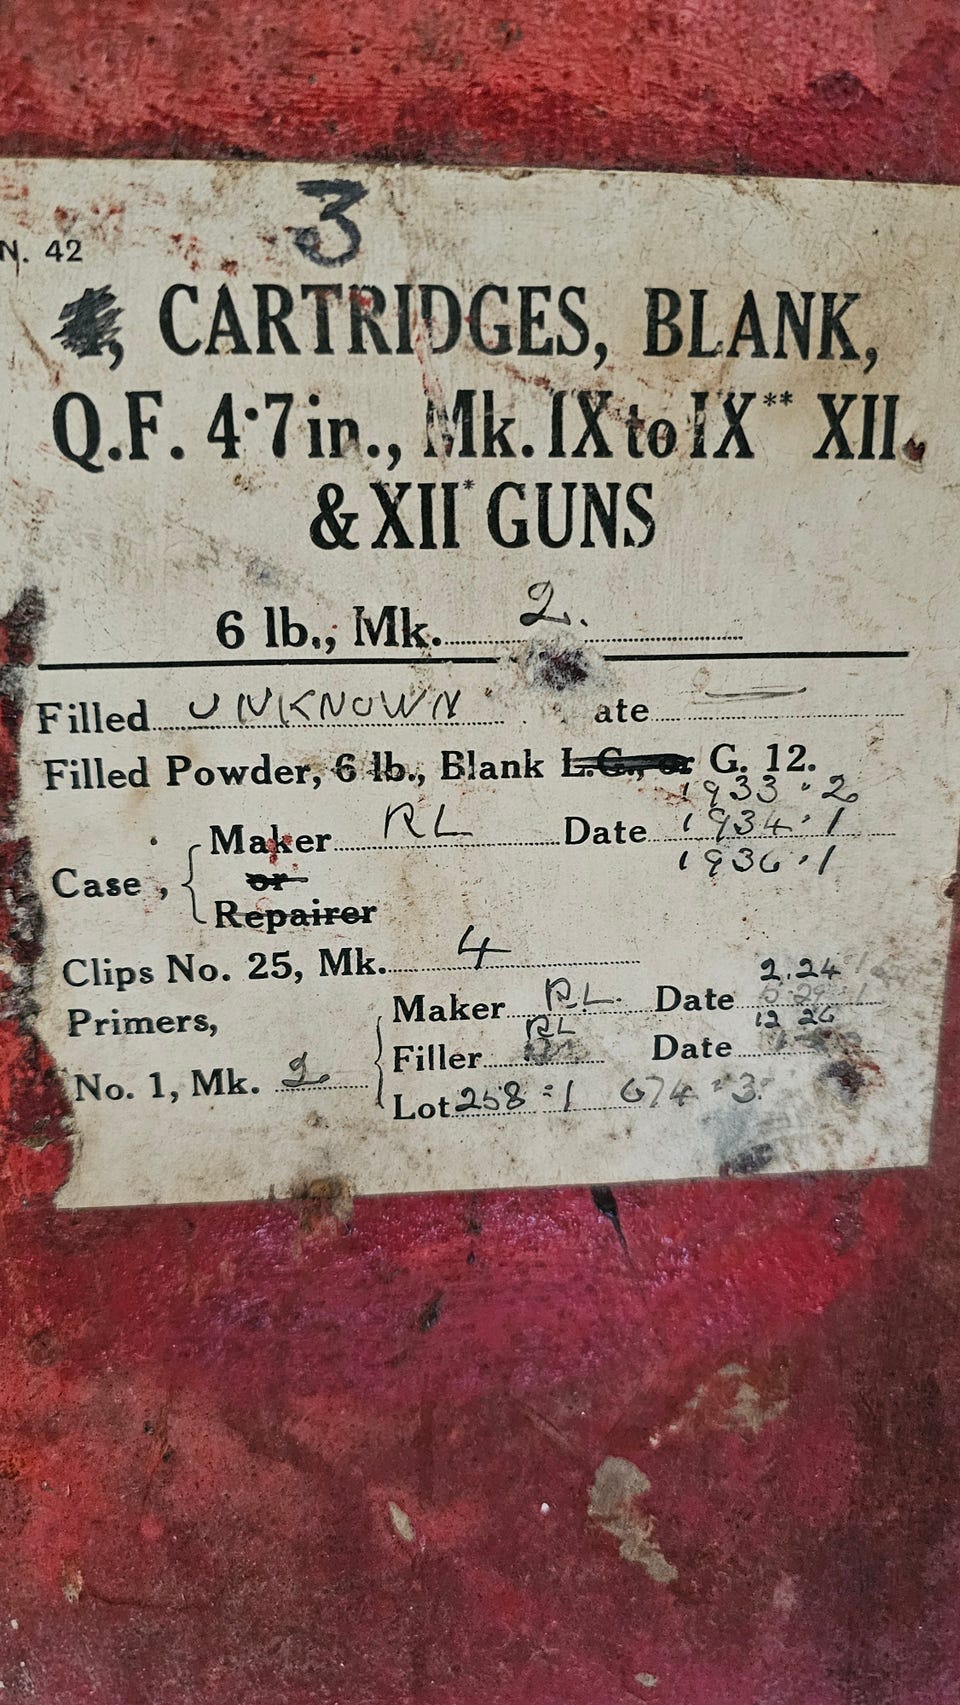 3
N. 42
, CARTRIDGES, BLANK,
Q.F. 4·7 in., Mk. IX to IX** XII.
& XII* GUNS
6 lb., Mk. 2.
Filled UNKNOWN ate
Filled Powder, 6 lb., Blank L.G., or G. 12.
1933 · 2
Case, { Maker RL Date 1934 · 1
or 1936 · 1
Repairer
Clips No. 25, Mk. 4
2.24
Primers, Maker RL. Date
RL 12 26
Filler Date
No. 1, Mk. 2
Lot 258 = 1 674 = 3.